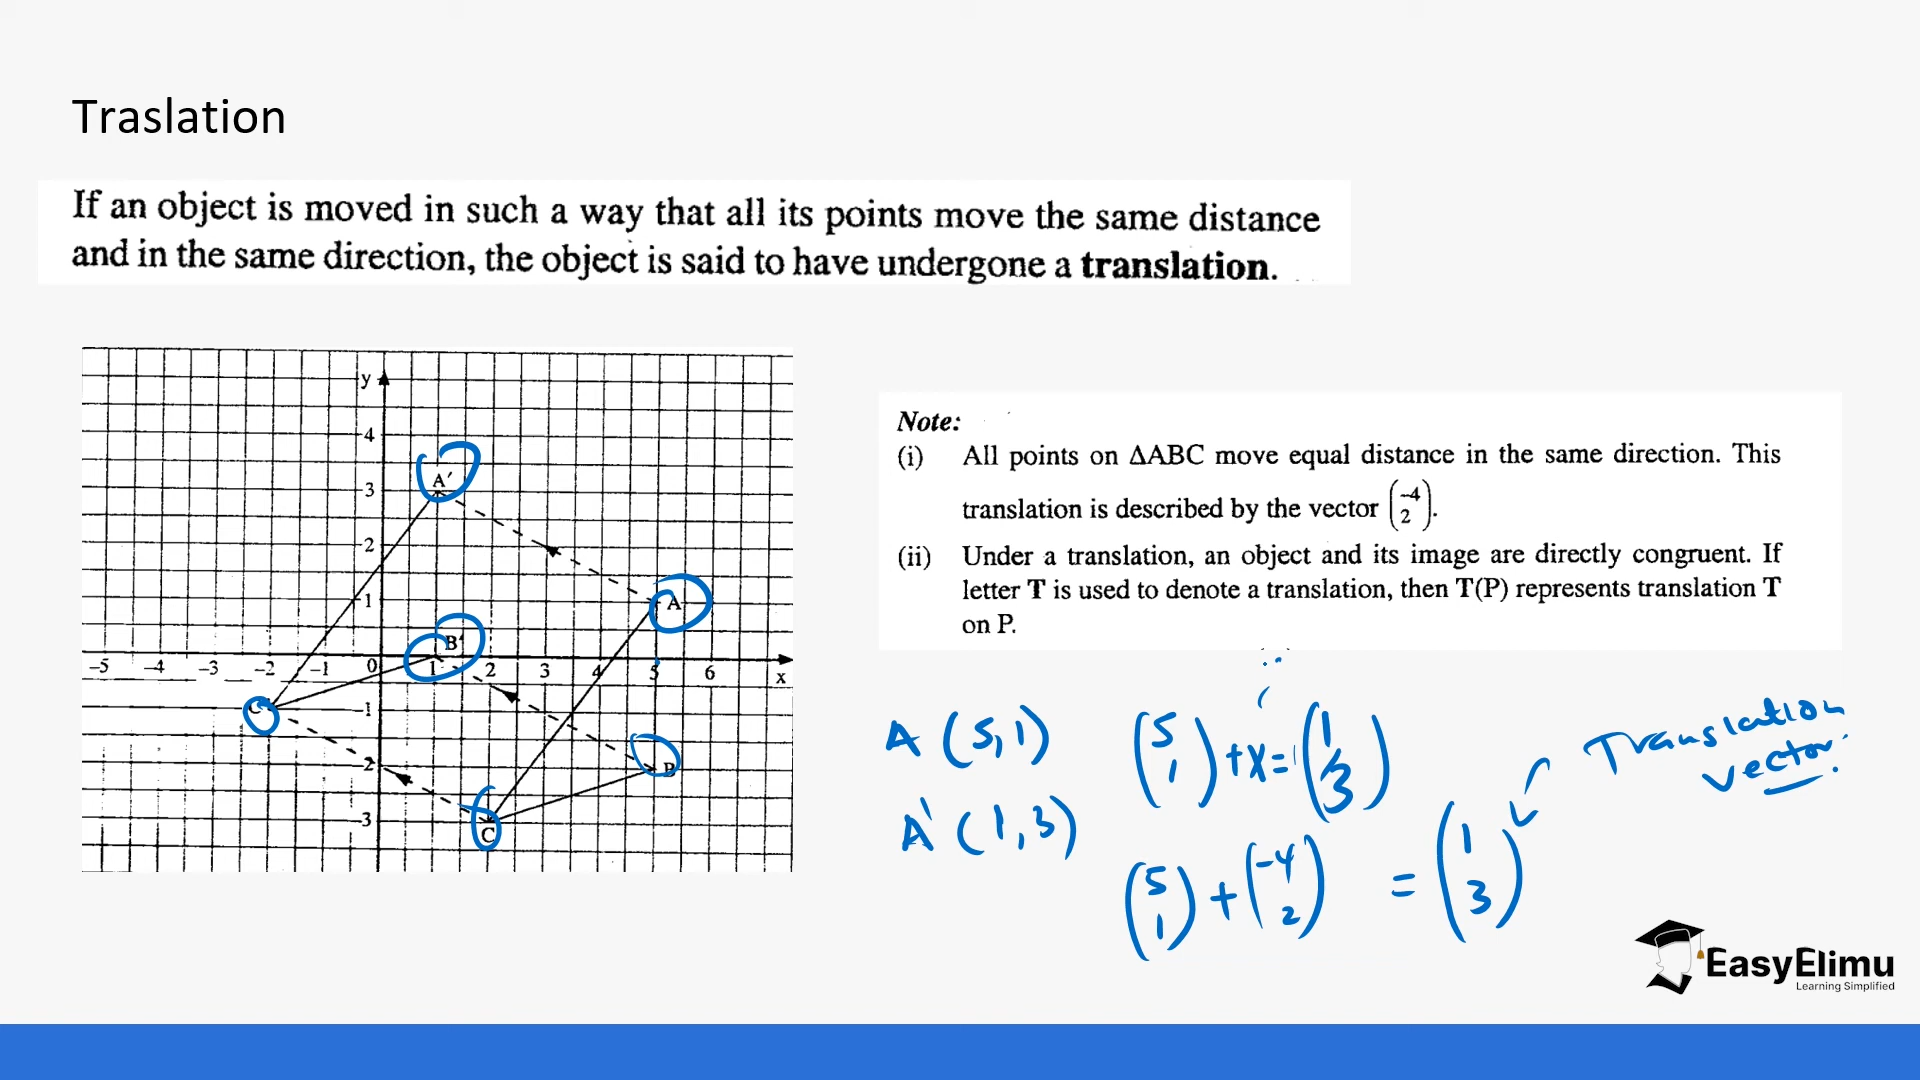 Traslation
If an object is moved in such a way that all its points move the same distance
and in the same direction, the object is said to have undergone a translation.
y
4
A′
3
2
1
A
B′
-5 -4 -3 -2 -1 0 1 2 3 4 5 6
x
C′
-1
-2
B
-3
C
Note:
(i) All points on ΔABC move equal distance in the same direction. This
translation is described by the vector (-4 2).
(ii) Under a translation, an object and its image are directly congruent. If
letter T is used to denote a translation, then T(P) represents translation T
on P.
A (5,1) (5 1) + x = (1 3)
Translation
vector.
A' (1,3)
(5 1) + (-4 2) = (1 3)
EasyElimu
Learning Simplified